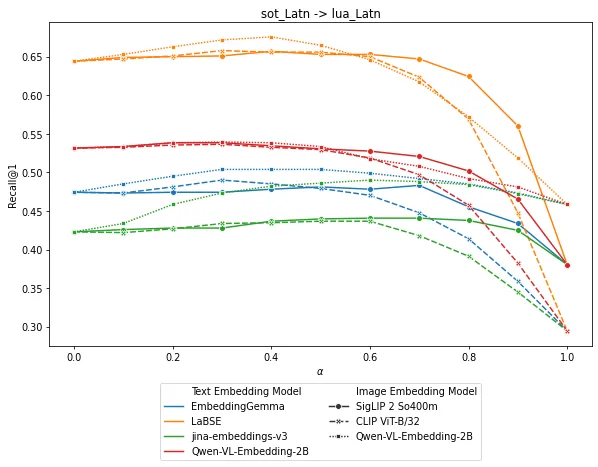 sot_Latn -> lua_Latn
Recall@1
0.65
0.60
0.55
0.50
0.45
0.40
0.35
0.30
0.0 0.2 0.4 0.6 0.8 1.0
α
Text Embedding Model
EmbeddingGemma
LaBSE
jina-embeddings-v3
Qwen-VL-Embedding-2B
Image Embedding Model
SigLIP 2 So400m
CLIP ViT-B/32
Qwen-VL-Embedding-2B